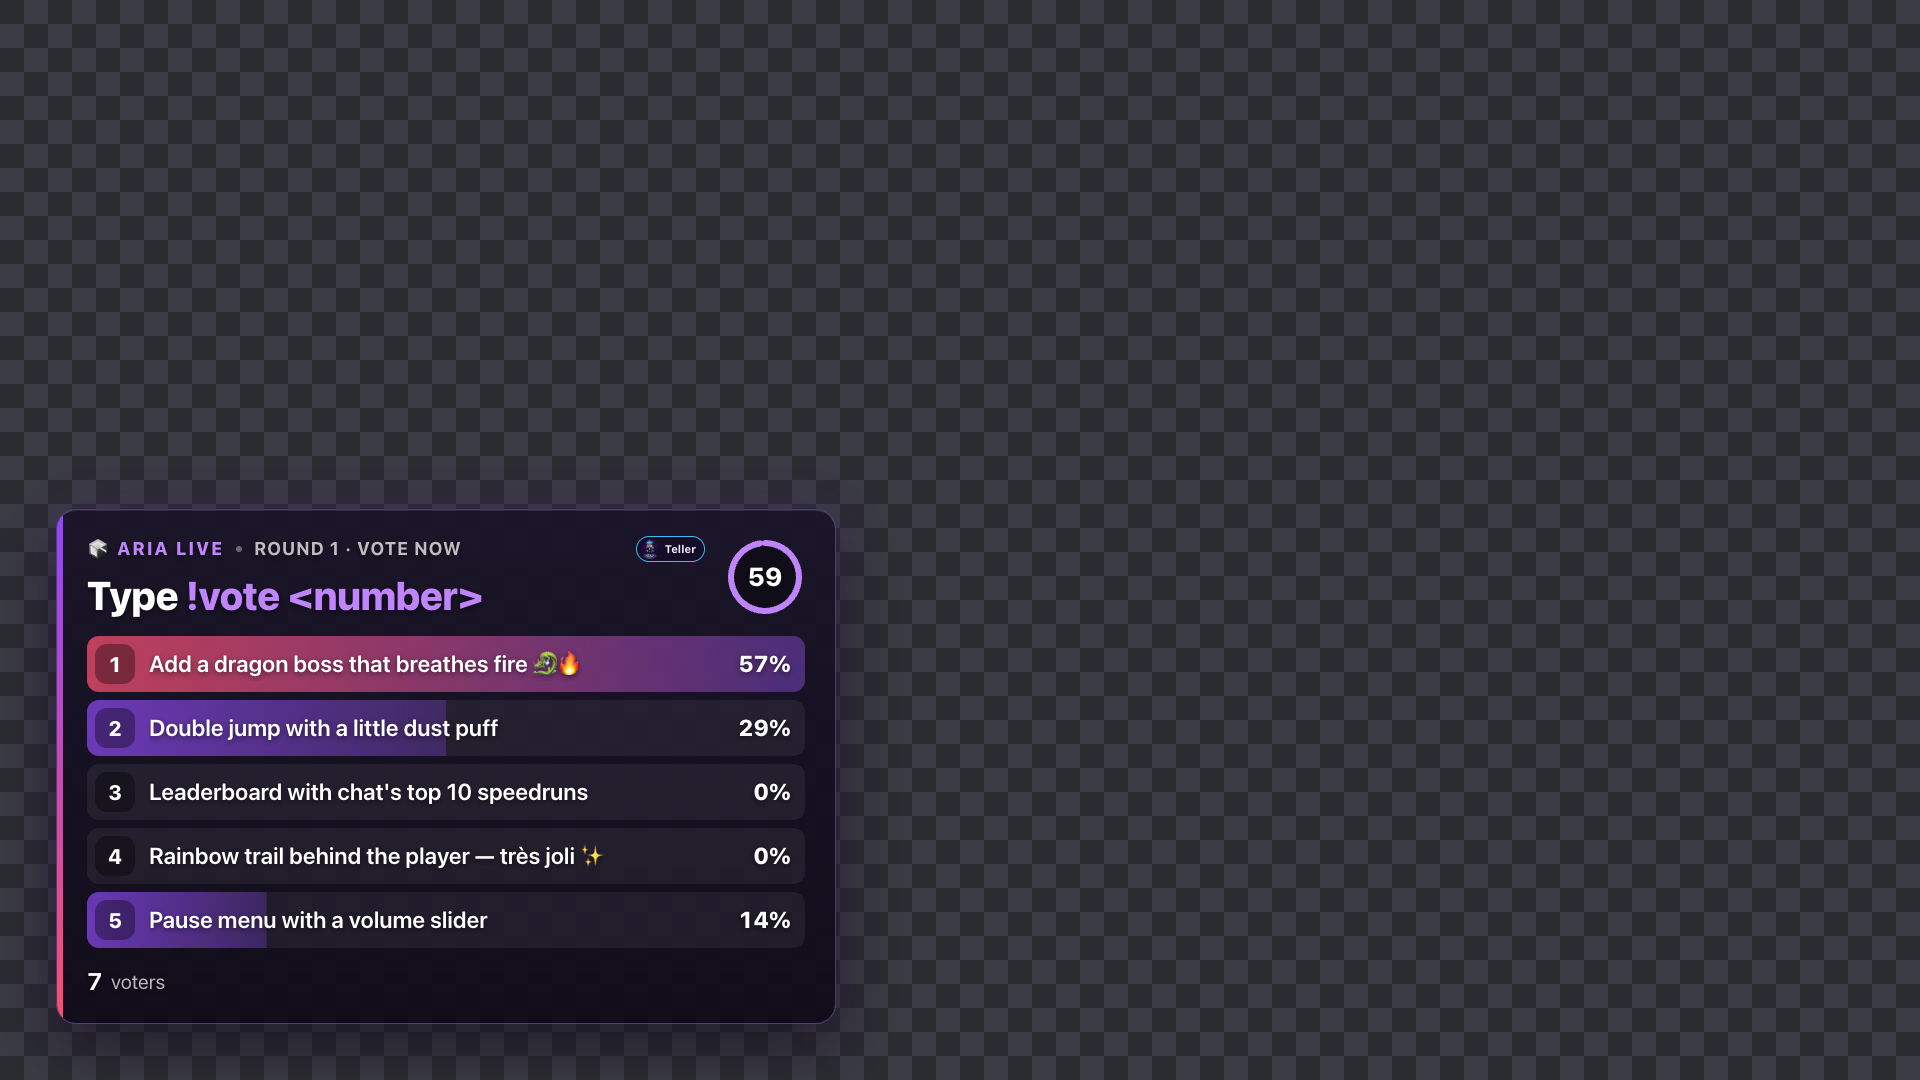 ARIA LIVE • ROUND 1 · VOTE NOW
Teller
59
Type !vote <number>
1 Add a dragon boss that breathes fire 🐉🔥 57%
2 Double jump with a little dust puff 29%
3 Leaderboard with chat's top 10 speedruns 0%
4 Rainbow trail behind the player — très joli ✨ 0%
5 Pause menu with a volume slider 14%
7 voters